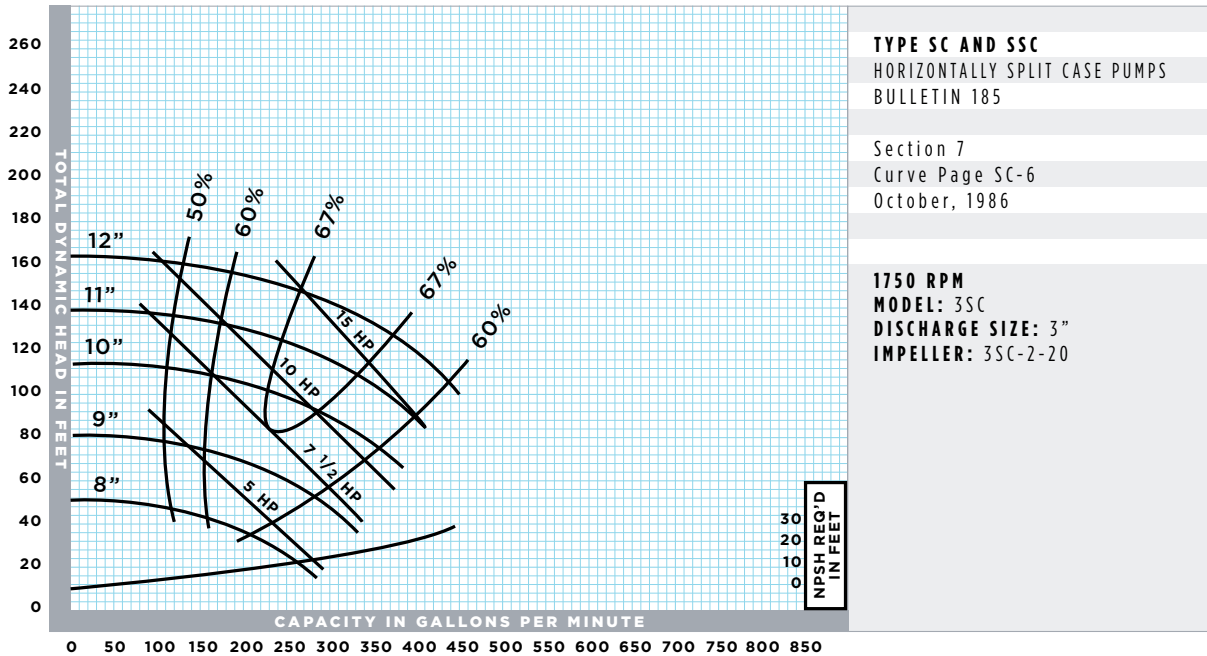 260
240
220
200
180
160
140
120
100
80
60
40
20
0
TOTAL DYNAMIC HEAD IN FEET
50%
60%
67%
67%
60%
12”
11”
10”
9”
8”
15 HP
10 HP
7 1/2 HP
5 HP
30
20
10
0
NPSH REQ'D
IN FEET
CAPACITY IN GALLONS PER MINUTE
0 50 100 150 200 250 300 350 400 450 500 550 600 650 700 750 800 850
TYPE SC AND SSC
HORIZONTALLY SPLIT CASE PUMPS
BULLETIN 185
Section 7
Curve Page SC-6
October, 1986
1750 RPM
MODEL: 3SC
DISCHARGE SIZE: 3”
IMPELLER: 3SC-2-20